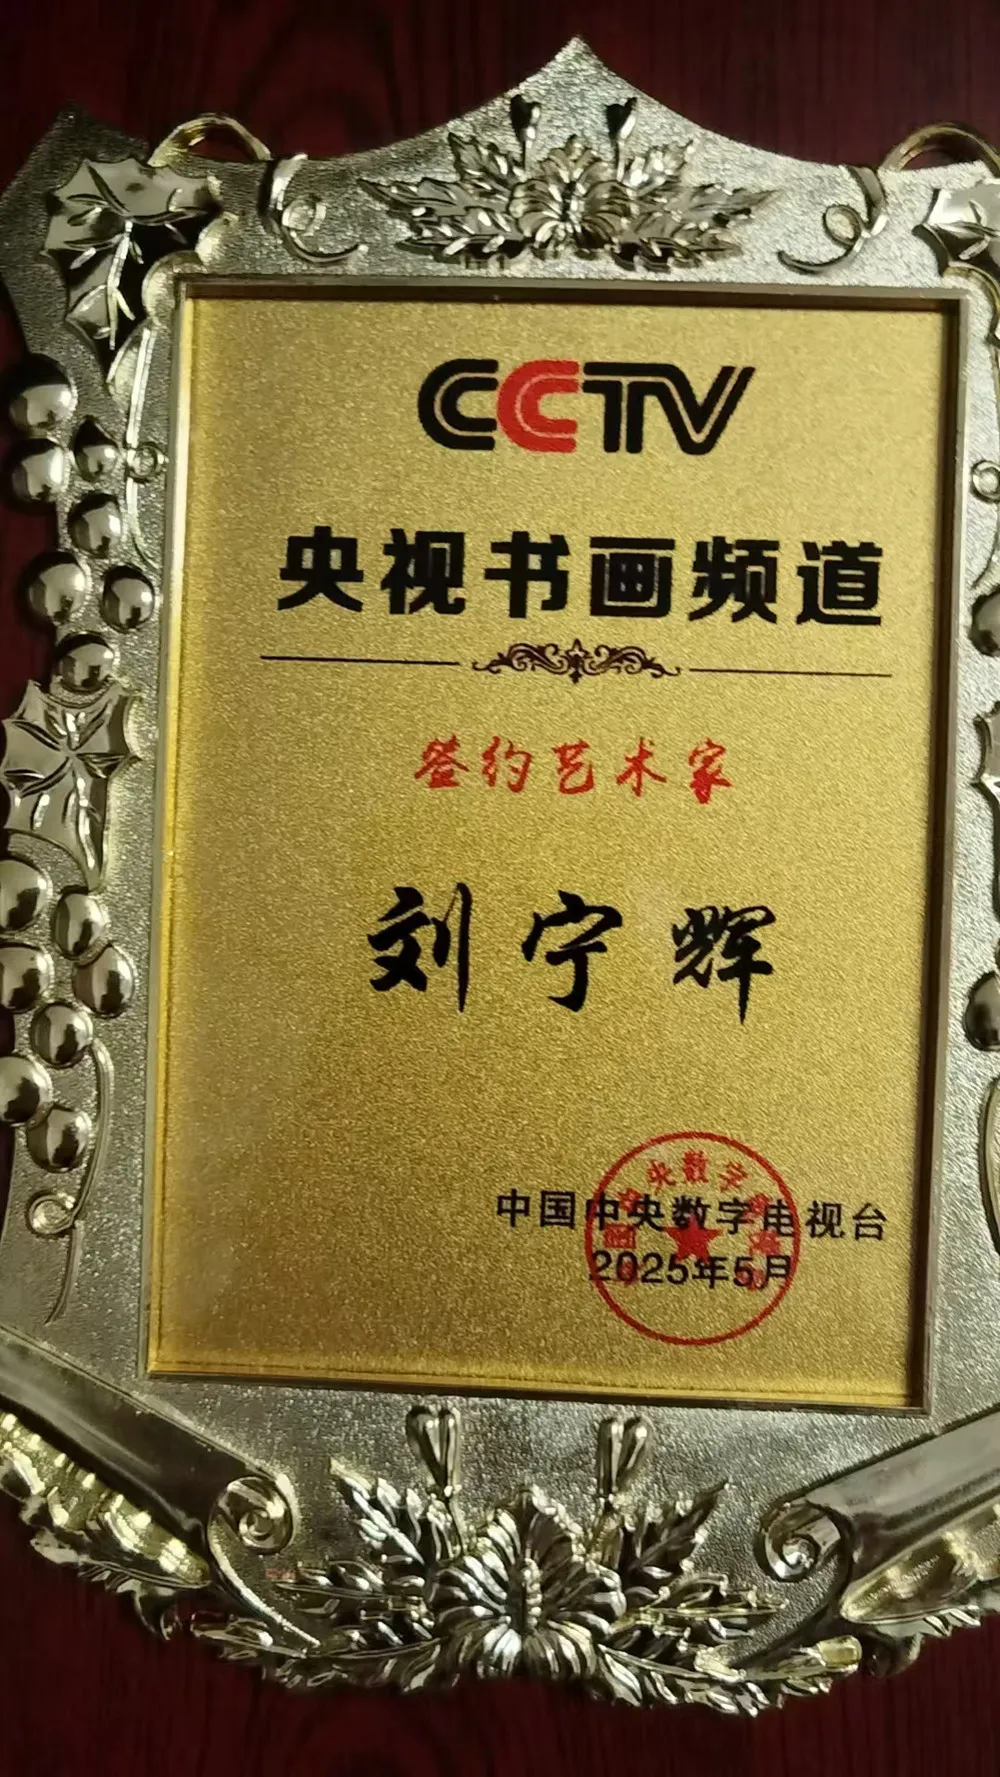 CCTV
央视书画频道
签约艺术家
刘宁辉
中国中央数字电视台
2025年5月